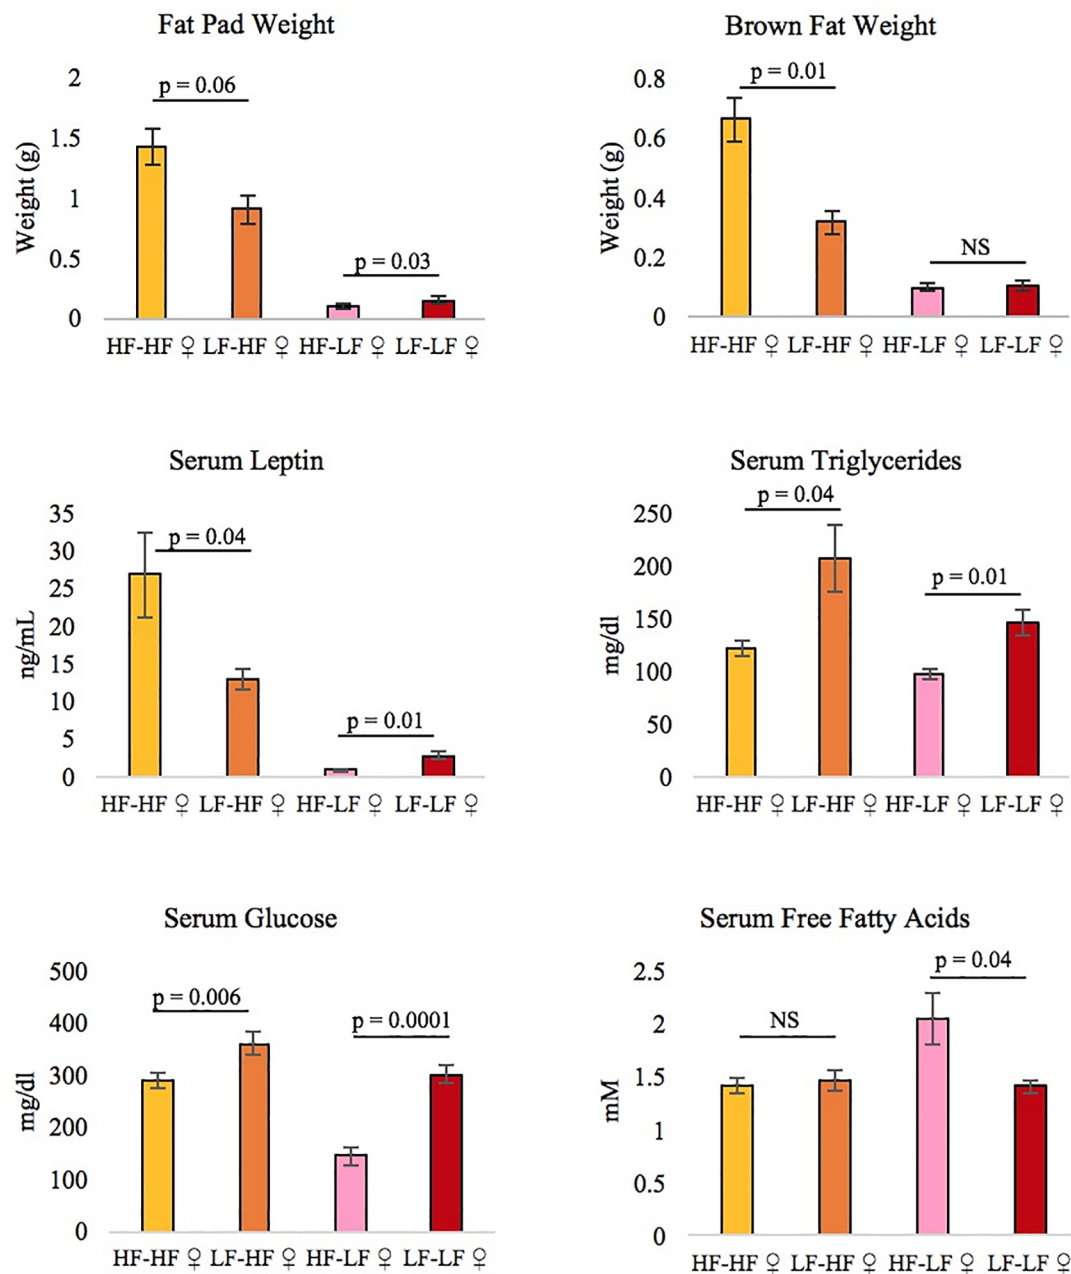 Fat Pad Weight
Weight (g)
2
1.5
1
0.5
0
p = 0.06
p = 0.03
HF-HF ♀ LF-HF ♀ HF-LF ♀ LF-LF ♀
Brown Fat Weight
Weight (g)
0.8
0.6
0.4
0.2
0
p = 0.01
NS
HF-HF ♀ LF-HF ♀ HF-LF ♀ LF-LF ♀
Serum Leptin
ng/mL
35
30
25
20
15
10
5
0
p = 0.04
p = 0.01
HF-HF ♀ LF-HF ♀ HF-LF ♀ LF-LF ♀
Serum Triglycerides
mg/dl
250
200
150
100
50
0
p = 0.04
p = 0.01
HF-HF ♀ LF-HF ♀ HF-LF ♀ LF-LF ♀
Serum Glucose
mg/dl
500
400
300
200
100
0
p = 0.006
p = 0.0001
HF-HF ♀ LF-HF ♀ HF-LF ♀ LF-LF ♀
Serum Free Fatty Acids
mM
2.5
2
1.5
1
0.5
0
NS
p = 0.04
HF-HF ♀ LF-HF ♀ HF-LF ♀ LF-LF ♀